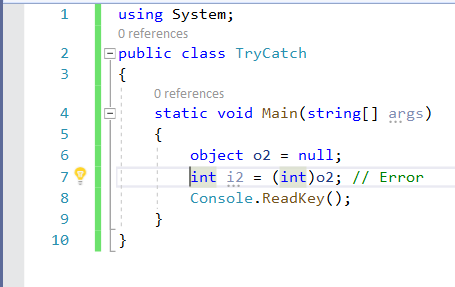 1 using System;
0 references
2 public class TryCatch
3 {
0 references
4 static void Main(string[] args)
5 {
6 object o2 = null;
7 int i2 = (int)o2; // Error
8 Console.ReadKey();
9 }
10 }